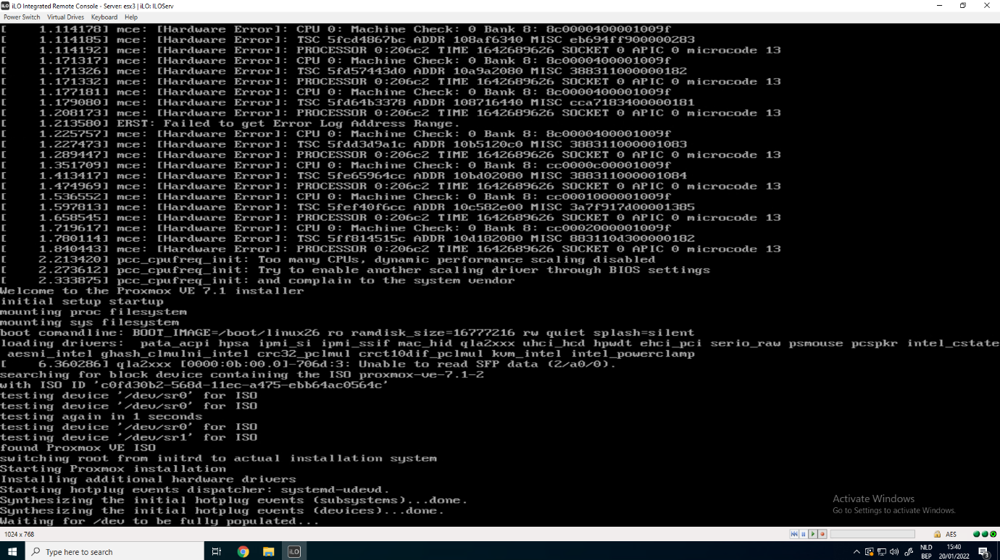 iLO Integrated Remote Console - Server: esx3 | iLO: ILOServ
Power Switch Virtual Drives Keyboard Help
[    1.114178] mce: [Hardware Error]: CPU 0: Machine Check: 0 Bank 8: 8c0000400001009f
[    1.114185] mce: [Hardware Error]: TSC 5fcd4867bc ADDR 108af6340 MISC eb694ff900000283
[    1.114192] mce: [Hardware Error]: PROCESSOR 0:206c2 TIME 1642689626 SOCKET 0 APIC 0 microcode 13
[    1.171317] mce: [Hardware Error]: CPU 0: Machine Check: 0 Bank 8: 8c0000400001009f
[    1.171326] mce: [Hardware Error]: TSC 5fd57443d0 ADDR 10a9a2080 MISC 388311000000182
[    1.171332] mce: [Hardware Error]: PROCESSOR 0:206c2 TIME 1642689626 SOCKET 0 APIC 0 microcode 13
[    1.177181] mce: [Hardware Error]: CPU 0: Machine Check: 0 Bank 8: 8c0000400001009f
[    1.179080] mce: [Hardware Error]: TSC 5fd64b3378 ADDR 108716440 MISC cca7183400000181
[    1.208173] mce: [Hardware Error]: PROCESSOR 0:206c2 TIME 1642689626 SOCKET 0 APIC 0 microcode 13
[    1.213580] ERST: Failed to get Error Log Address Range.
[    1.225757] mce: [Hardware Error]: CPU 0: Machine Check: 0 Bank 8: 8c0000400001009f
[    1.227473] mce: [Hardware Error]: TSC 5fdd3d9a1c ADDR 10b5120c0 MISC 388311000001083
[    1.289447] mce: [Hardware Error]: PROCESSOR 0:206c2 TIME 1642689626 SOCKET 0 APIC 0 microcode 13
[    1.351709] mce: [Hardware Error]: CPU 0: Machine Check: 0 Bank 8: cc0000c00001009f
[    1.413417] mce: [Hardware Error]: TSC 5fe65964cc ADDR 10bd02080 MISC 388311000001084
[    1.474969] mce: [Hardware Error]: PROCESSOR 0:206c2 TIME 1642689626 SOCKET 0 APIC 0 microcode 13
[    1.536552] mce: [Hardware Error]: CPU 0: Machine Check: 0 Bank 8: cc0001000001009f
[    1.597813] mce: [Hardware Error]: TSC 5fef40f6cc ADDR 10c582e00 MISC 3a7f917d00001385
[    1.658545] mce: [Hardware Error]: PROCESSOR 0:206c2 TIME 1642689626 SOCKET 0 APIC 0 microcode 13
[    1.719617] mce: [Hardware Error]: CPU 0: Machine Check: 0 Bank 8: cc0002000001009f
[    1.780114] mce: [Hardware Error]: TSC 5ff814515c ADDR 10d182080 MISC 883110d300000182
[    1.840443] mce: [Hardware Error]: PROCESSOR 0:206c2 TIME 1642689626 SOCKET 0 APIC 0 microcode 13
[    2.213420] pcc_cpufreq_init: Too many CPUs, dynamic performance scaling disabled
[    2.273612] pcc_cpufreq_init: Try to enable another scaling driver through BIOS settings
[    2.333875] pcc_cpufreq_init: and complain to the system vendor
Welcome to the Proxmox VE 7.1 installer
initial setup startup
mounting proc filesystem
mounting sys filesystem
boot comandline: BOOT_IMAGE=/boot/linux26 ro ramdisk_size=16777216 rw quiet splash=silent
loading drivers:  pata_acpi hpsa ipmi_si ipmi_ssif mac_hid qla2xxx uhci_hcd hpwdt ehci_pci serio_raw psmouse pcspkr intel_cstate
aesni_intel ghash_clmulni_intel crc32_pclmul crct10dif_pclmul kvm_intel intel_powerclamp
[    6.360286] qla2xxx [0000:0b:00.0]-706d:3: Unable to read SFP data (2/a0/0).
searching for block device containing the ISO proxmox-ve-7.1-2
with ISO ID 'c0fd30b2-568d-11ec-a475-ebb64ac0564c'
testing device '/dev/sr0' for ISO
testing device '/dev/sr0' for ISO
testing again in 1 seconds
testing device '/dev/sr0' for ISO
testing device '/dev/sr1' for ISO
found Proxmox VE ISO
switching root from initrd to actual installation system
Starting Proxmox installation
Installing additional hardware drivers
Starting hotplug events dispatcher: systemd-udevd.
Synthesizing the initial hotplug events (subsystems)...done.
Synthesizing the initial hotplug events (devices)...done.
Waiting for /dev to be fully populated...
Activate Windows
Go to Settings to activate Windows.
1024 x 768
AES
Type here to search
iLO
NLD
BEP
15:40
20/01/2022
3